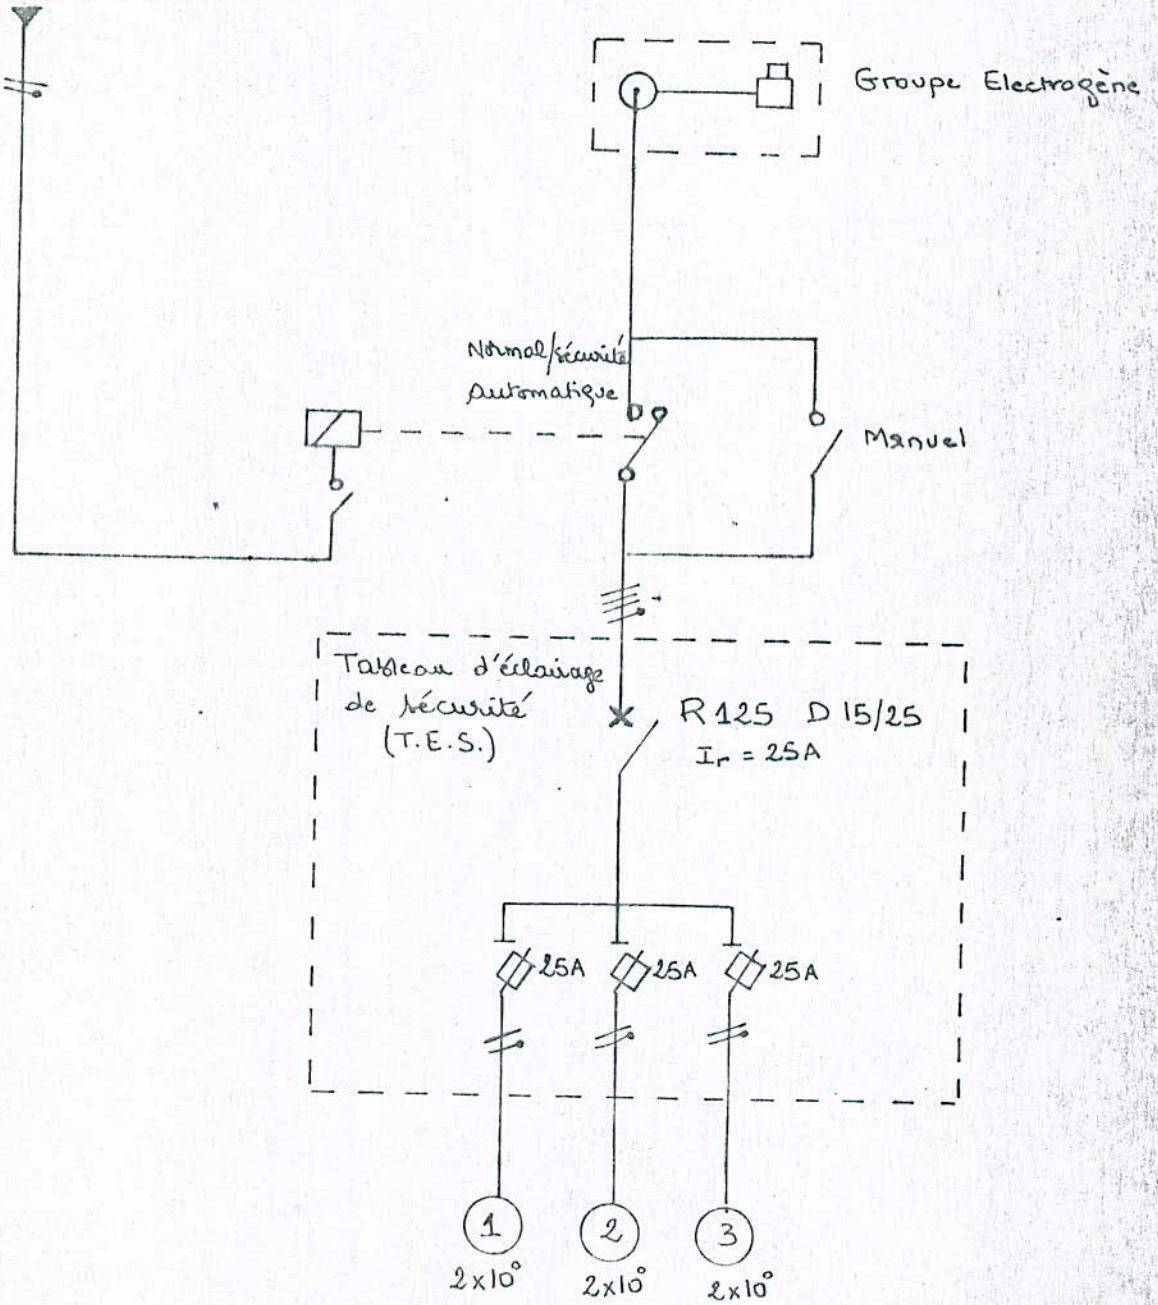 Groupe Electrogène
Normal/sécurité
Automatique
Manuel
Tableau d'éclairage
de sécurité
(T.E.S.)
R125 D 15/25
Ir = 25A
25A
25A
25A
1
2
3
2x10°
2x10°
2x10°